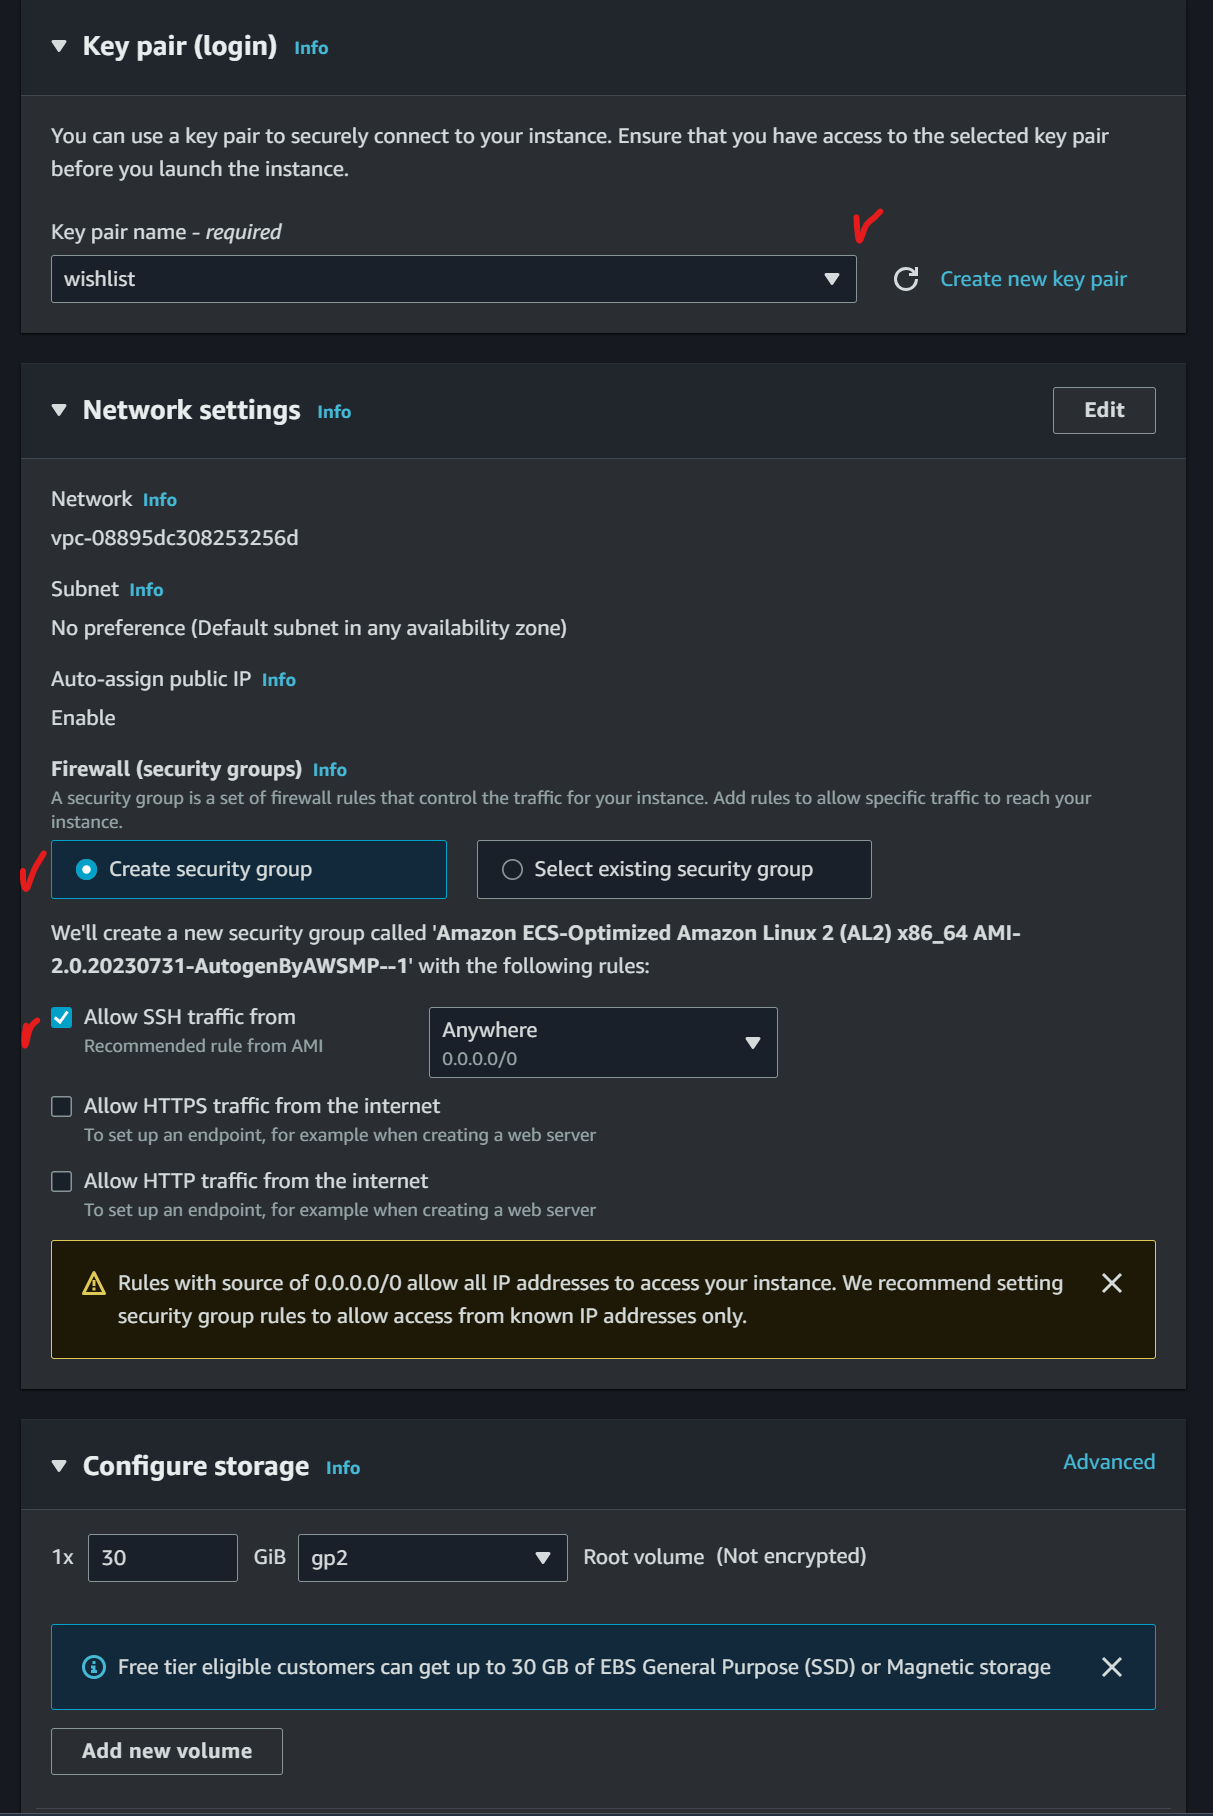 Key pair (login) Info
You can use a key pair to securely connect to your instance. Ensure that you have access to the selected key pair
before you launch the instance.
Key pair name - required
wishlist
Create new key pair
Network settings Info
Edit
Network Info
vpc-08895dc308253256d
Subnet Info
No preference (Default subnet in any availability zone)
Auto-assign public IP Info
Enable
Firewall (security groups) Info
A security group is a set of firewall rules that control the traffic for your instance. Add rules to allow specific traffic to reach your
instance.
Create security group
Select existing security group
We'll create a new security group called 'Amazon ECS-Optimized Amazon Linux 2 (AL2) x86_64 AMI-
2.0.20230731-AutogenByAWSMP--1' with the following rules:
Allow SSH traffic from
Recommended rule from AMI
Anywhere
0.0.0.0/0
Allow HTTPS traffic from the internet
To set up an endpoint, for example when creating a web server
Allow HTTP traffic from the internet
To set up an endpoint, for example when creating a web server
Rules with source of 0.0.0.0/0 allow all IP addresses to access your instance. We recommend setting
security group rules to allow access from known IP addresses only.
Configure storage Info
Advanced
1x 30 GiB gp2 Root volume (Not encrypted)
Free tier eligible customers can get up to 30 GB of EBS General Purpose (SSD) or Magnetic storage
Add new volume